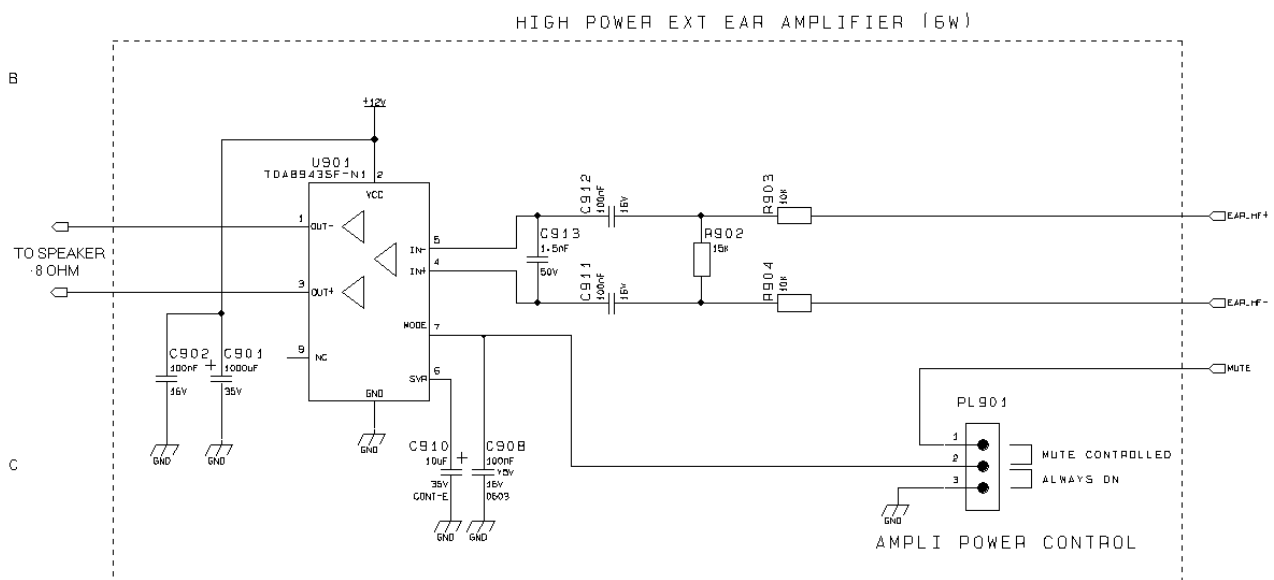 HIGH POWER EXT EAR AMPLIFIER (6W)
B
+12V
U901
TDA8943SF-N1
2
VCC
1
OUT-
TO SPEAKER
8 OHM
3
OUT+
5
IN-
4
IN+
MODE
7
9
NC
SVR
6
GND
GND
C912
100nF
16V
C913
1.5nF
50V
C911
100nF
16V
R902
15K
R903
10K
R904
10K
EAR_HF+
EAR_HF-
MUTE
C902
100nF
16V
+
C901
1000uF
35V
GND
GND
C
C910
10uF
+
35V
CONT-E
GND
C908
100nF
Y5V
16V
0603
GND
PL901
1
2
3
MUTE CONTROLLED
ALWAYS ON
GND
AMPLI POWER CONTROL